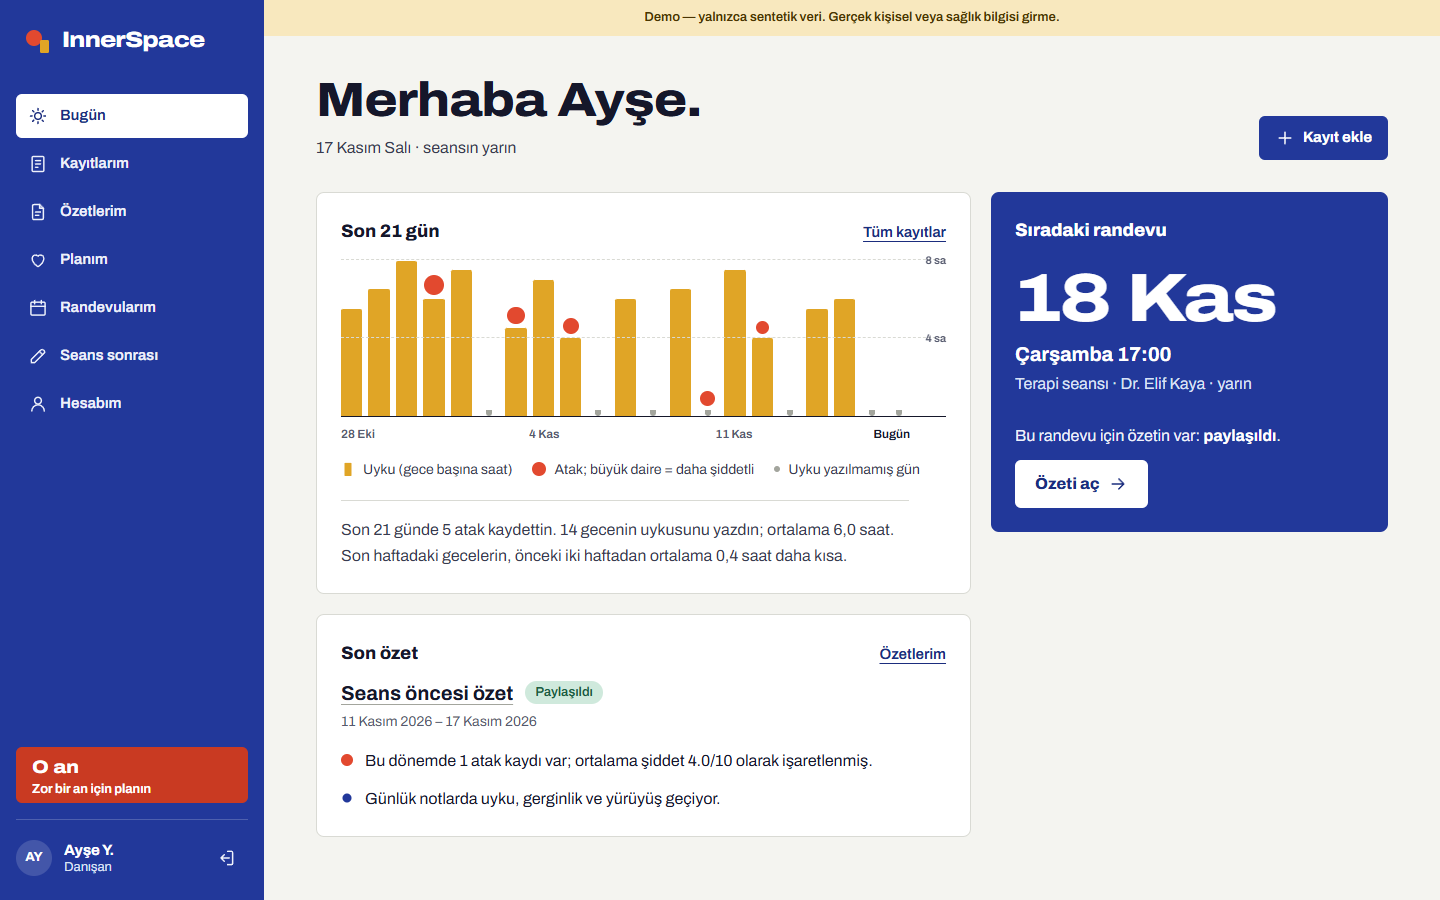 InnerSpace
Bugün
Kayıtlarım
Özetlerim
Planım
Randevularım
Seans sonrası
Hesabım
O an
Zor bir an için planın
AY
Ayşe Y.
Danışan
Demo — yalnızca sentetik veri. Gerçek kişisel veya sağlık bilgisi girme.
Merhaba Ayşe.
17 Kasım Salı · seansın yarın
Kayıt ekle
Son 21 gün
Tüm kayıtlar
8 sa
4 sa
28 Eki 4 Kas 11 Kas Bugün
Uyku (gece başına saat) Atak; büyük daire = daha şiddetli Uyku yazılmamış gün
Son 21 günde 5 atak kaydettin. 14 gecenin uykusunu yazdın; ortalama 6,0 saat.
Son haftadaki gecelerin, önceki iki haftadan ortalama 0,4 saat daha kısa.
Sıradaki randevu
18 Kas
Çarşamba 17:00
Terapi seansı · Dr. Elif Kaya · yarın
Bu randevu için özetin var: paylaşıldı.
Özeti aç
Son özet
Özetlerim
Seans öncesi özet Paylaşıldı
11 Kasım 2026 – 17 Kasım 2026
Bu dönemde 1 atak kaydı var; ortalama şiddet 4.0/10 olarak işaretlenmiş.
Günlük notlarda uyku, gerginlik ve yürüyüş geçiyor.